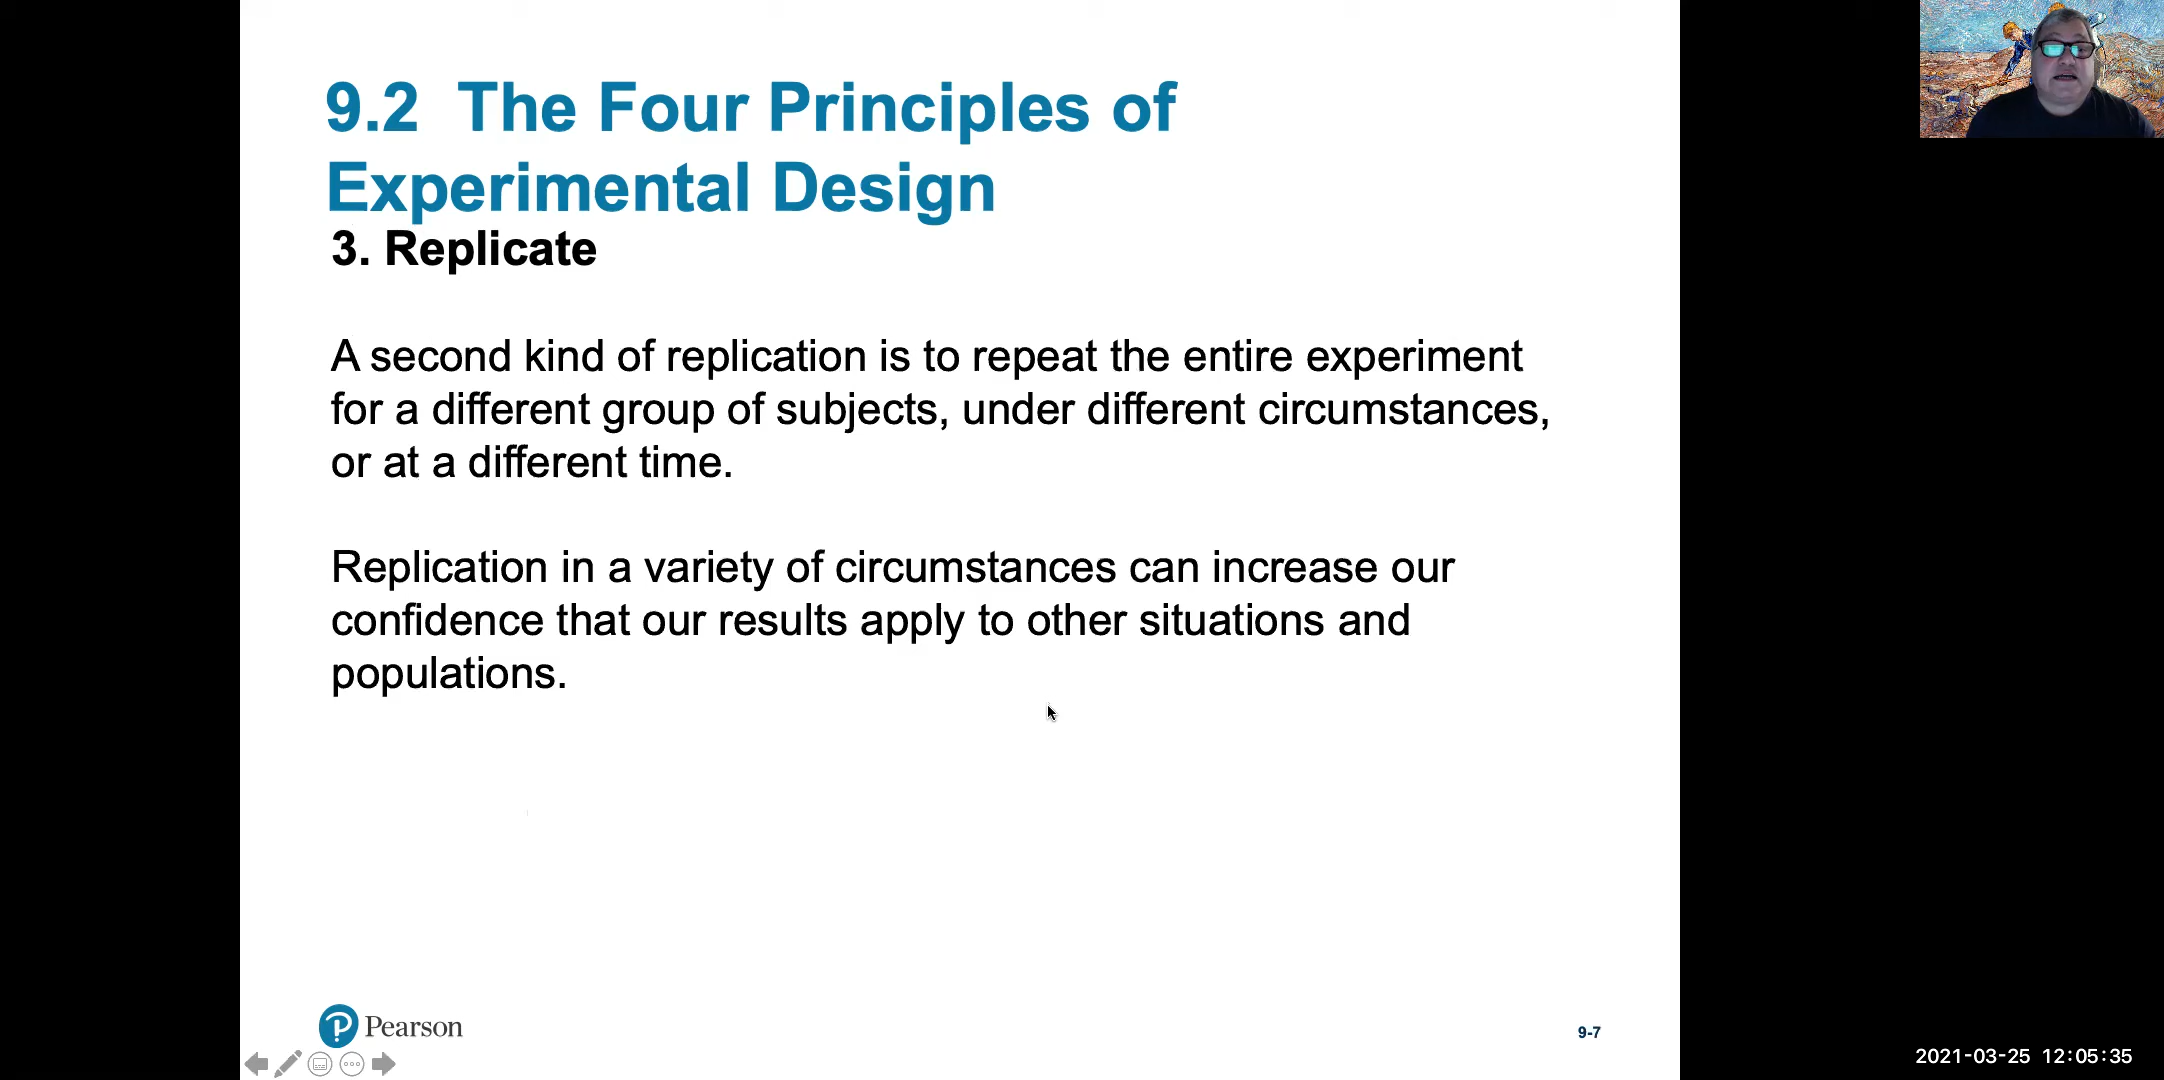 9.2 The Four Principles of
Experimental Design
3. Replicate
A second kind of replication is to repeat the entire experiment
for a different group of subjects, under different circumstances,
or at a different time.
Replication in a variety of circumstances can increase our
confidence that our results apply to other situations and
populations.
Pearson
9-7
2021-03-25 12:05:35